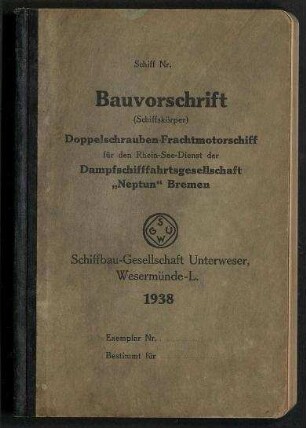 Schiff Nr.
Bauvorschrift
(Schiffskörper)
Doppelschrauben-Frachtmotorschiff
für den Rhein-See-Dienst der
Dampfschifffahrtsgesellschaft
„Neptun“ Bremen
S
G U
W
Schiffbau-Gesellschaft Unterweser,
Wesermünde-L.
1938
Exemplar Nr.
Bestimmt für